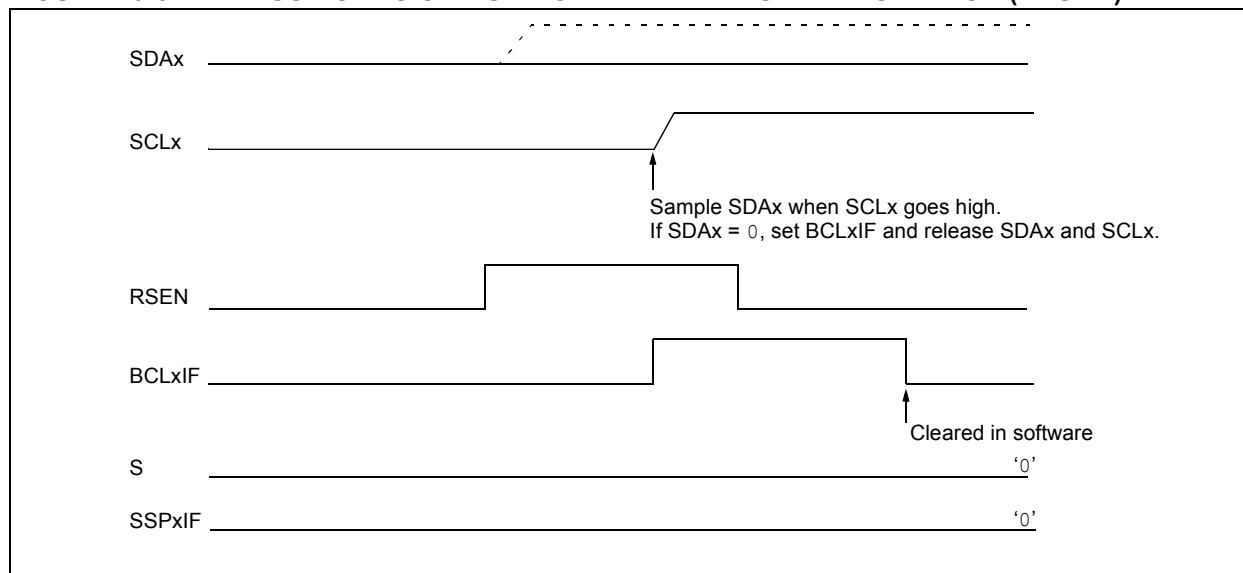 SDAx
SCLx
Sample SDAx when SCLx goes high.
If SDAx = 0, set BCLxIF and release SDAx and SCLx.
RSEN
BCLxIF
Cleared in software
S
‘0’
SSPxIF
‘0’